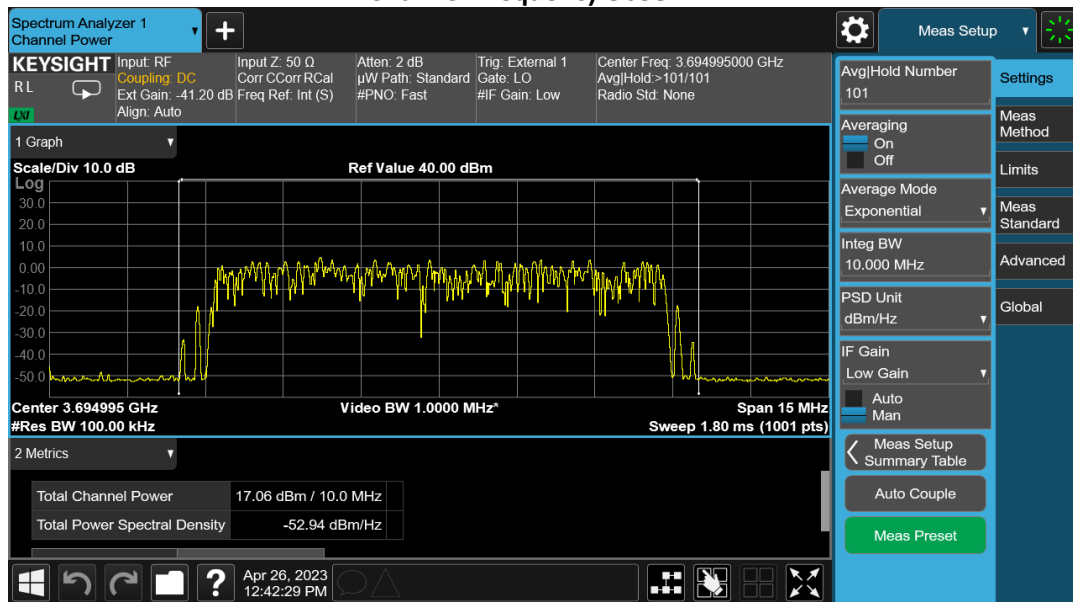 Spectrum Analyzer 1
Channel Power
+
Meas Setup
KEYSIGHT
RL
LXI
Input: RF
Coupling: DC
Ext Gain: -41.20 dB
Align: Auto
Input Z: 50 Ω
Corr CCorr RCal
Freq Ref: Int (S)
Atten: 2 dB
µW Path: Standard
#PNO: Fast
Trig: External 1
Gate: LO
#IF Gain: Low
Center Freq: 3.694995000 GHz
Avg|Hold:>101/101
Radio Std: None
1 Graph
Scale/Div 10.0 dB
Ref Value 40.00 dBm
Log
30.0
20.0
10.0
0.00
-10.0
-20.0
-30.0
-40.0
-50.0
Center 3.694995 GHz
Video BW 1.0000 MHz*
Span 15 MHz
#Res BW 100.00 kHz
Sweep 1.80 ms (1001 pts)
2 Metrics
Total Channel Power 17.06 dBm / 10.0 MHz
Total Power Spectral Density -52.94 dBm/Hz
Avg|Hold Number
101
Averaging
On
Off
Average Mode
Exponential
Integ BW
10.000 MHz
PSD Unit
dBm/Hz
IF Gain
Low Gain
Auto
Man
Meas Setup
Summary Table
Auto Couple
Meas Preset
Settings
Meas
Method
Limits
Meas
Standard
Advanced
Global
?
Apr 26, 2023
12:42:29 PM